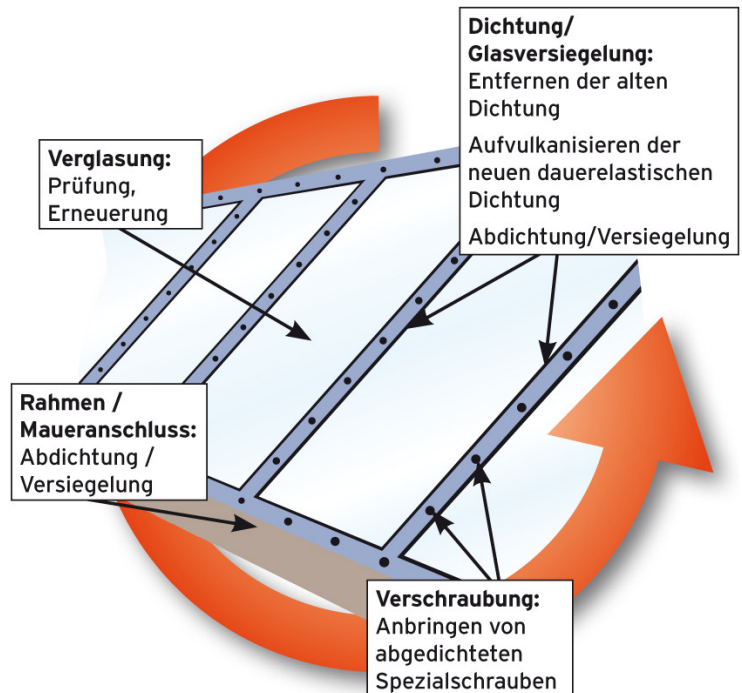 Dichtung/
Glasversiegelung:
Entfernen der alten
Dichtung
Aufvulkanisieren der
neuen dauerelastischen
Dichtung
Abdichtung/Versiegelung
Verglasung:
Prüfung,
Erneuerung
Rahmen /
Maueranschluss:
Abdichtung /
Versiegelung
Verschraubung:
Anbringen von
abgedichteten
Spezialschrauben